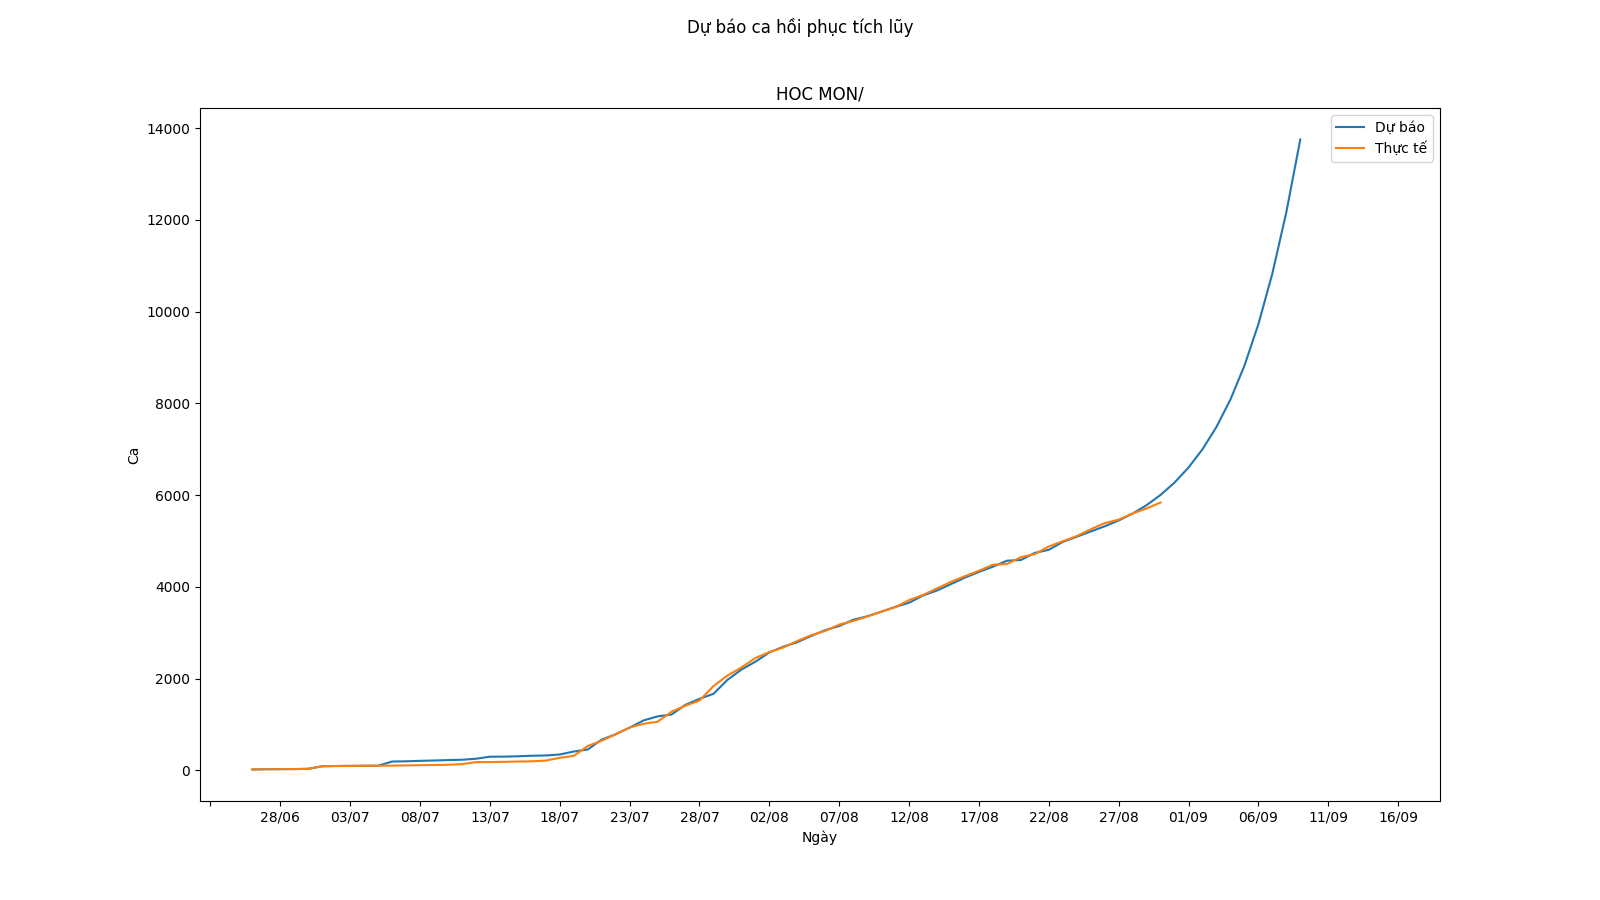 Dự báo ca hồi phục tích lũy
HOC MON/
Dự báo
Thực tế
14000
12000
10000
8000
6000
4000
2000
0
Ca
28/06 03/07 08/07 13/07 18/07 23/07 28/07 02/08 07/08 12/08 17/08 22/08 27/08 01/09 06/09 11/09 16/09
Ngày